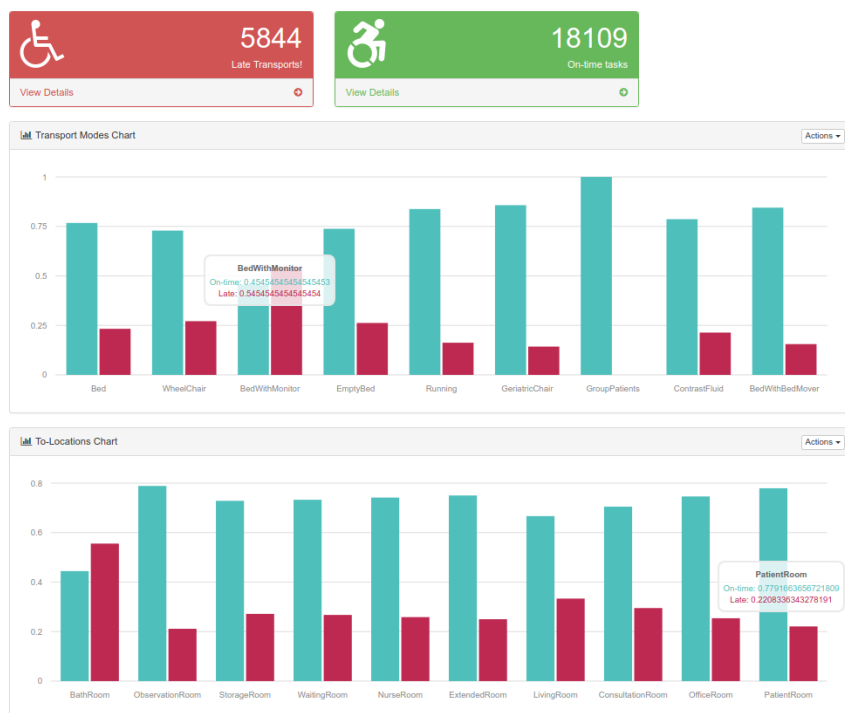 5844
Late Transports!
View Details
18109
On-time tasks
View Details
Transport Modes Chart
Actions
1
0.75
0.5
0.25
0
BedWithMonitor
On-time: 0.45454545454545453
Late: 0.5454545454545454
Bed WheelChair BedWithMonitor EmptyBed Running GeriatricChair GroupPatients ContrastFluid BedWithBedMover
To-Locations Chart
Actions
0.8
0.6
0.4
0.2
0
PatientRoom
On-time: 0.7791663656721809
Late: 0.2208336343278191
BathRoom ObservationRoom StorageRoom WaitingRoom NurseRoom ExtendedRoom LivingRoom ConsultationRoom OfficeRoom PatientRoom